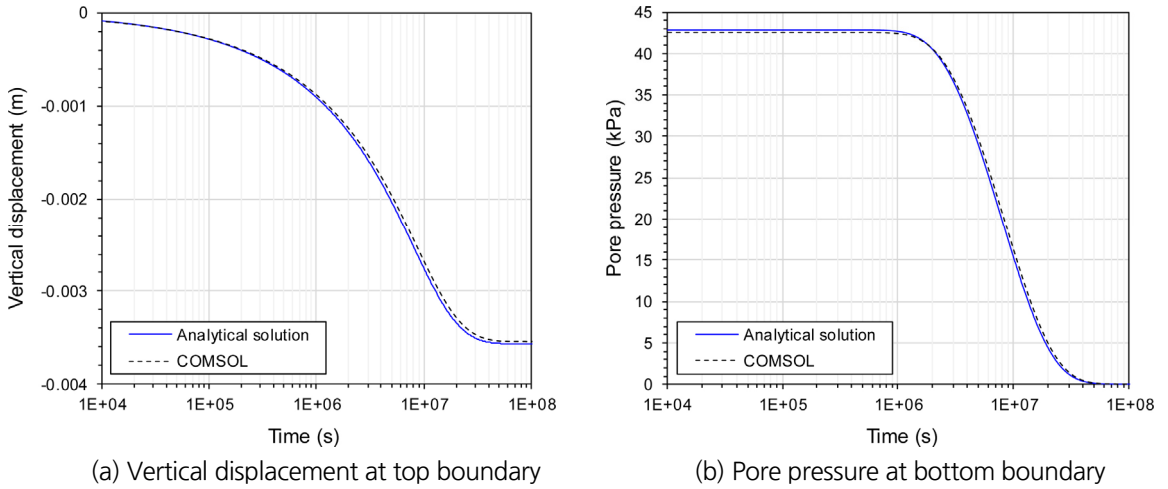 0
-0.001
-0.002
-0.003
-0.004
Vertical displacement (m)
Analytical solution
COMSOL
1E+04
1E+05
1E+06
1E+07
1E+08
Time (s)
(a) Vertical displacement at top boundary
45
40
35
30
25
20
15
10
5
0
Pore pressure (kPa)
Analytical solution
COMSOL
1E+04
1E+05
1E+06
1E+07
1E+08
Time (s)
(b) Pore pressure at bottom boundary